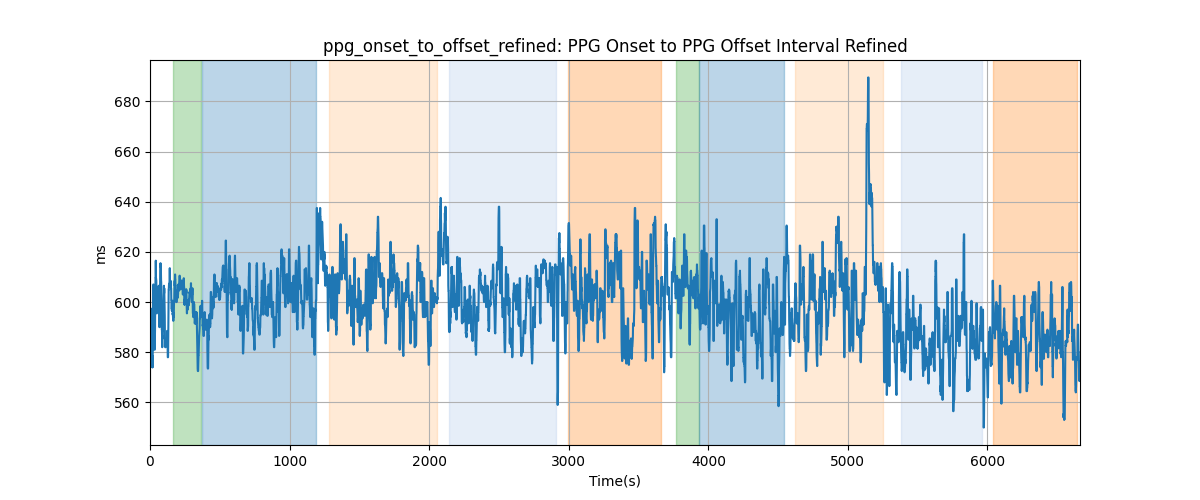 ppg_onset_to_offset_refined: PPG Onset to PPG Offset Interval Refined
ms
680
660
640
620
600
580
560
0 1000 2000 3000 4000 5000 6000
Time(s)